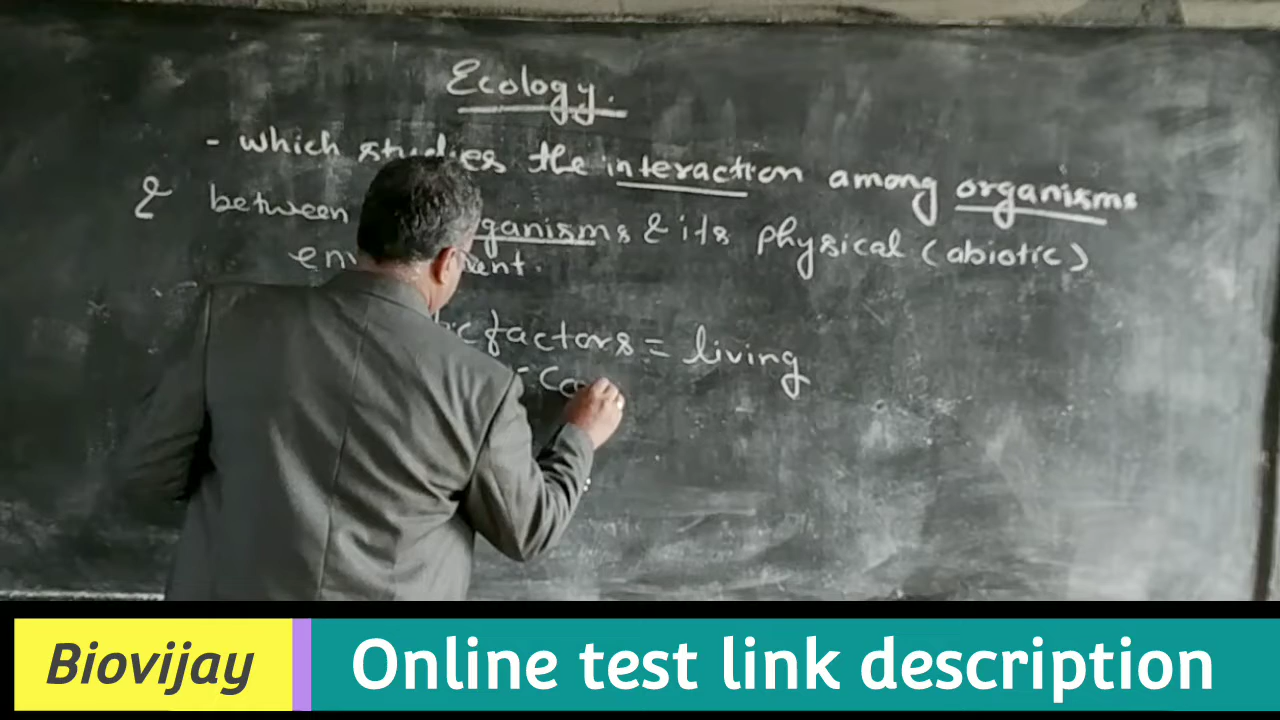 Ecology.
- which studies the interaction among organisms
& between organisms & its physical (abiotic)
environment.
factors = living
Biovijay
Online test link description